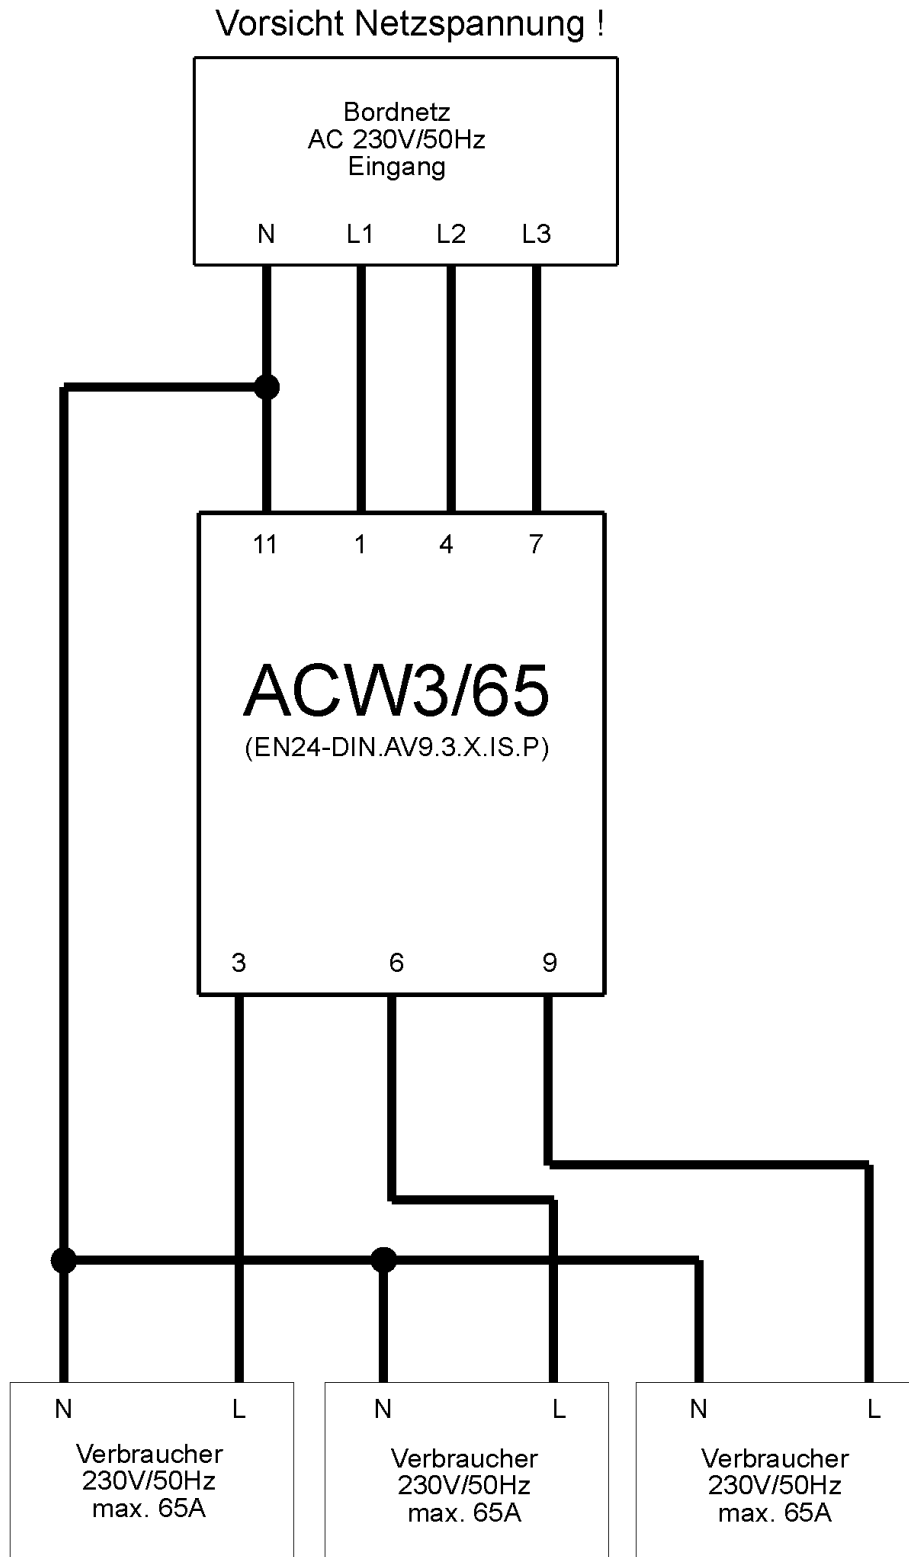 Vorsicht Netzspannung !
Bordnetz
AC 230V/50Hz
Eingang
N L1 L2 L3
11 1 4 7
ACW3/65
(EN24-DIN.AV9.3.X.IS.P)
3 6 9
N L
Verbraucher
230V/50Hz
max. 65A
N L
Verbraucher
230V/50Hz
max. 65A
N L
Verbraucher
230V/50Hz
max. 65A